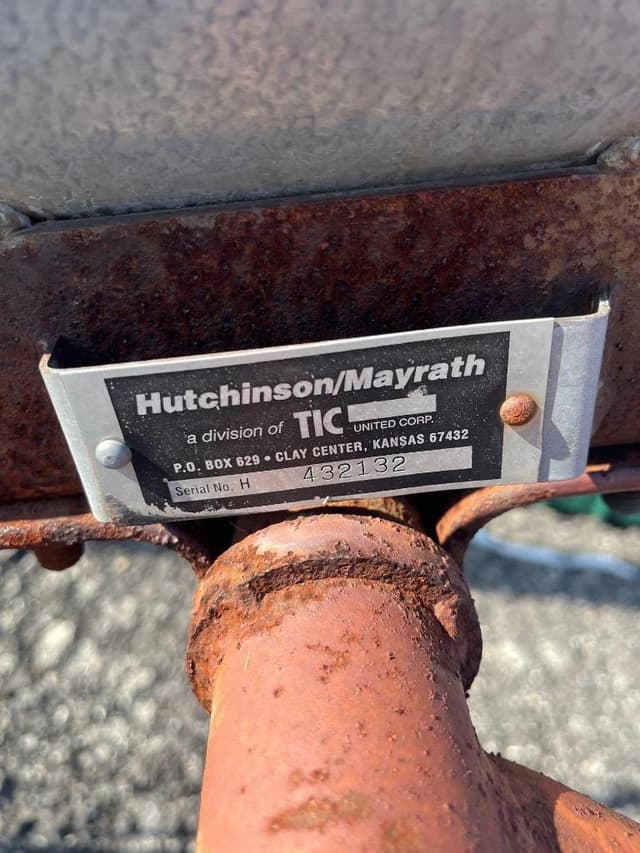 Hutchinson/Mayrath
a division of TIC UNITED CORP.
P.O. BOX 629 • CLAY CENTER, KANSAS 67432
Serial No. H 432132